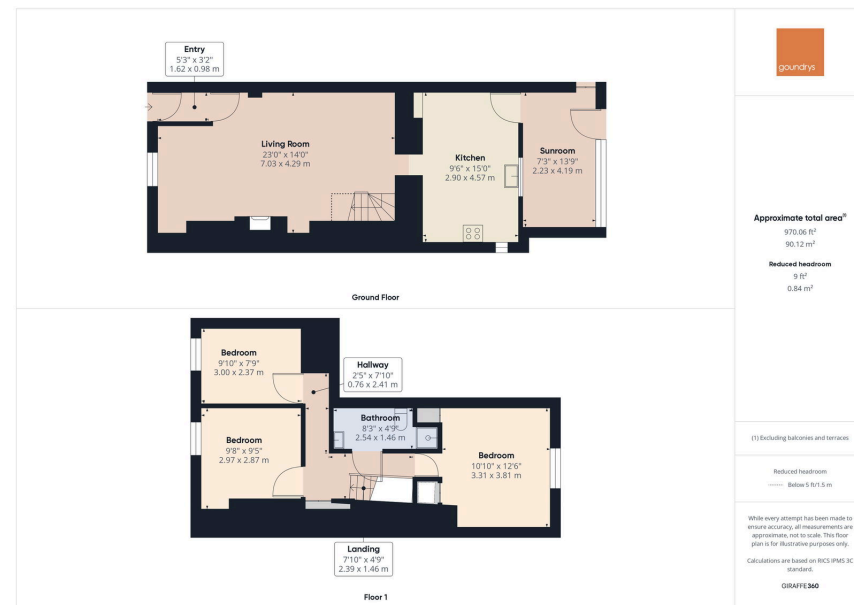 Entry
5'3" x 3'2"
1.62 x 0.98 m
Living Room
23'0" x 14'0"
7.03 x 4.29 m
Kitchen
9'6" x 15'0"
2.90 x 4.57 m
Sunroom
7'3" x 13'9"
2.23 x 4.19 m
Ground Floor
Bedroom
9'10" x 7'9"
3.00 x 2.37 m
Hallway
2'5" x 7'10"
0.76 x 2.41 m
Bathroom
8'3" x 4'9"
2.54 x 1.46 m
Bedroom
9'8" x 9'5"
2.97 x 2.87 m
Bedroom
10'10" x 12'6"
3.31 x 3.81 m
Landing
7'10" x 4'9"
2.39 x 1.46 m
Floor 1
goundrys
Approximate total area⁽¹⁾
970.06 ft²
90.12 m²
Reduced headroom
9 ft²
0.84 m²
(1) Excluding balconies and terraces
Reduced headroom
Below 5 ft/1.5 m
While every attempt has been made to
ensure accuracy, all measurements are
approximate, not to scale. This floor
plan is for illustrative purposes only.
Calculations are based on RICS IPMS 3C
standard.
GIRAFFE360